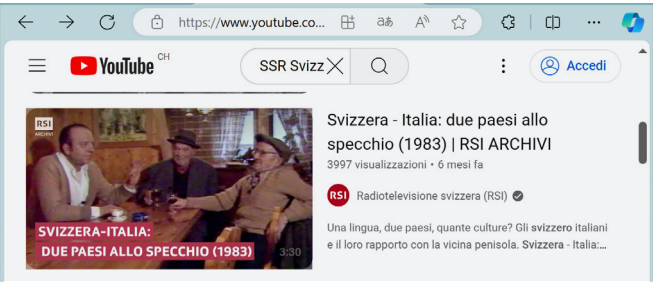 https://www.youtube.co...
aあ
A
YouTube CH
SSR Svizz
Accedi
RSI
ARCHIVI
SVIZZERA-ITALIA:
DUE PAESI ALLO SPECCHIO (1983)
3:30
Svizzera - Italia: due paesi allo
specchio (1983) | RSI ARCHIVI
3997 visualizzazioni • 6 mesi fa
RSI Radiotelevisione svizzera (RSI)
Una lingua, due paesi, quante culture? Gli svizzero italiani
e il loro rapporto con la vicina penisola. Svizzera - Italia:...